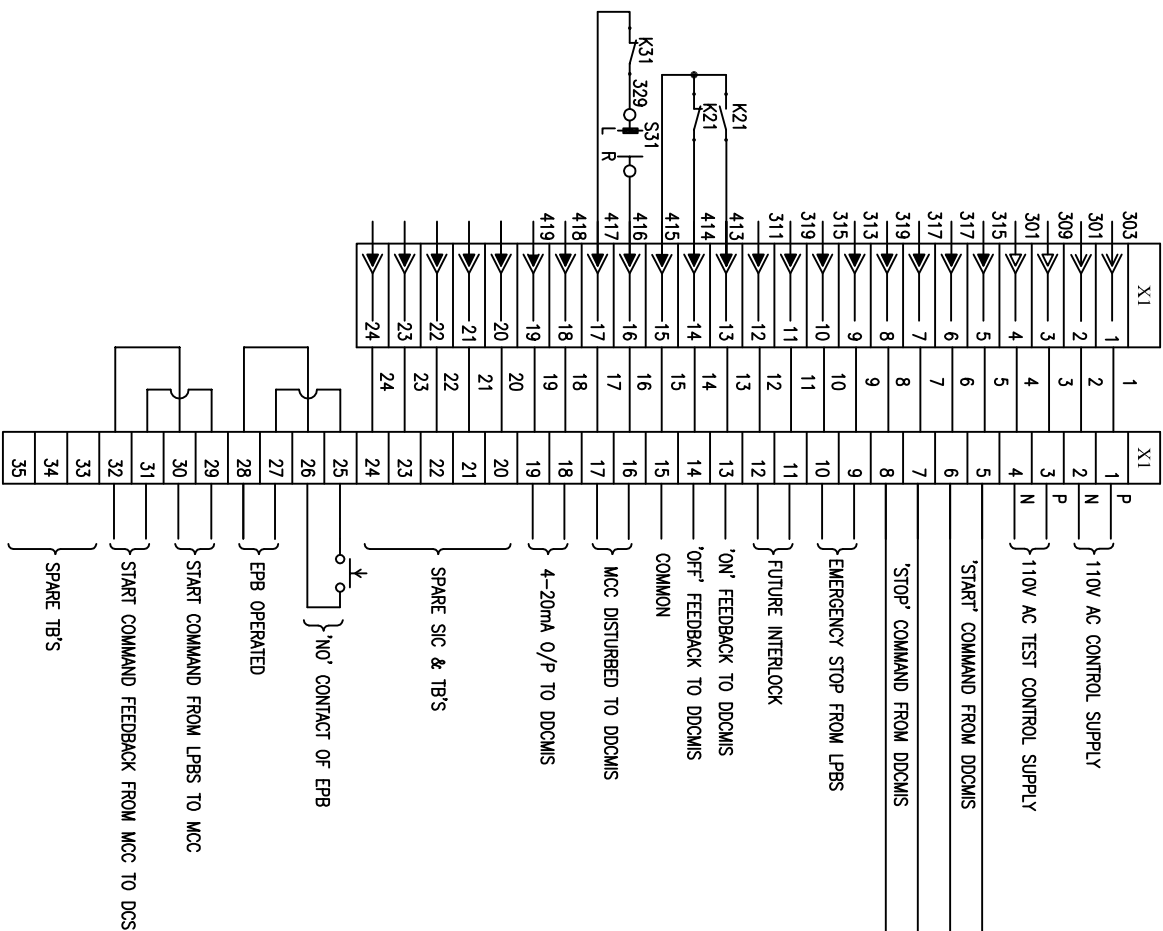 X1 X1
303 1 1 1 P
110V AC CONTROL SUPPLY
301 2 2 2 N
309 3 3 3 P
110V AC TEST CONTROL SUPPLY
301 4 4 4 N
315 5 5 5
'START' COMMAND FROM DDCMIS
317 6 6 6
317 7 7 7
'STOP' COMMAND FROM DDCMIS
319 8 8 8
313 9 9 9
EMERGENCY STOP FROM LPBS
315 10 10 10
319 11 11 11
FUTURE INTERLOCK
311 12 12 12
K21 413 13 13 13 'ON' FEEDBACK TO DDCMIS
K21 414 14 14 14 'OFF' FEEDBACK TO DDCMIS
415 15 15 15 COMMON
K31 329 S31 L R 416 16 16 16
MCC DISTURBED TO DDCMIS
417 17 17 17
418 18 18 18
4-20mA O/P TO DDCMIS
419 19 19 19
20 20 20
21 21 21
22 22 22 SPARE SIC & TB'S
23 23 23
24 24 24
25
'NO' CONTACT OF EPB
26
27
EPB OPERATED
28
29
START COMMAND FROM LPBS TO MCC
30
31
START COMMAND FEEDBACK FROM MCC TO DCS
32
33
34 SPARE TB'S
35